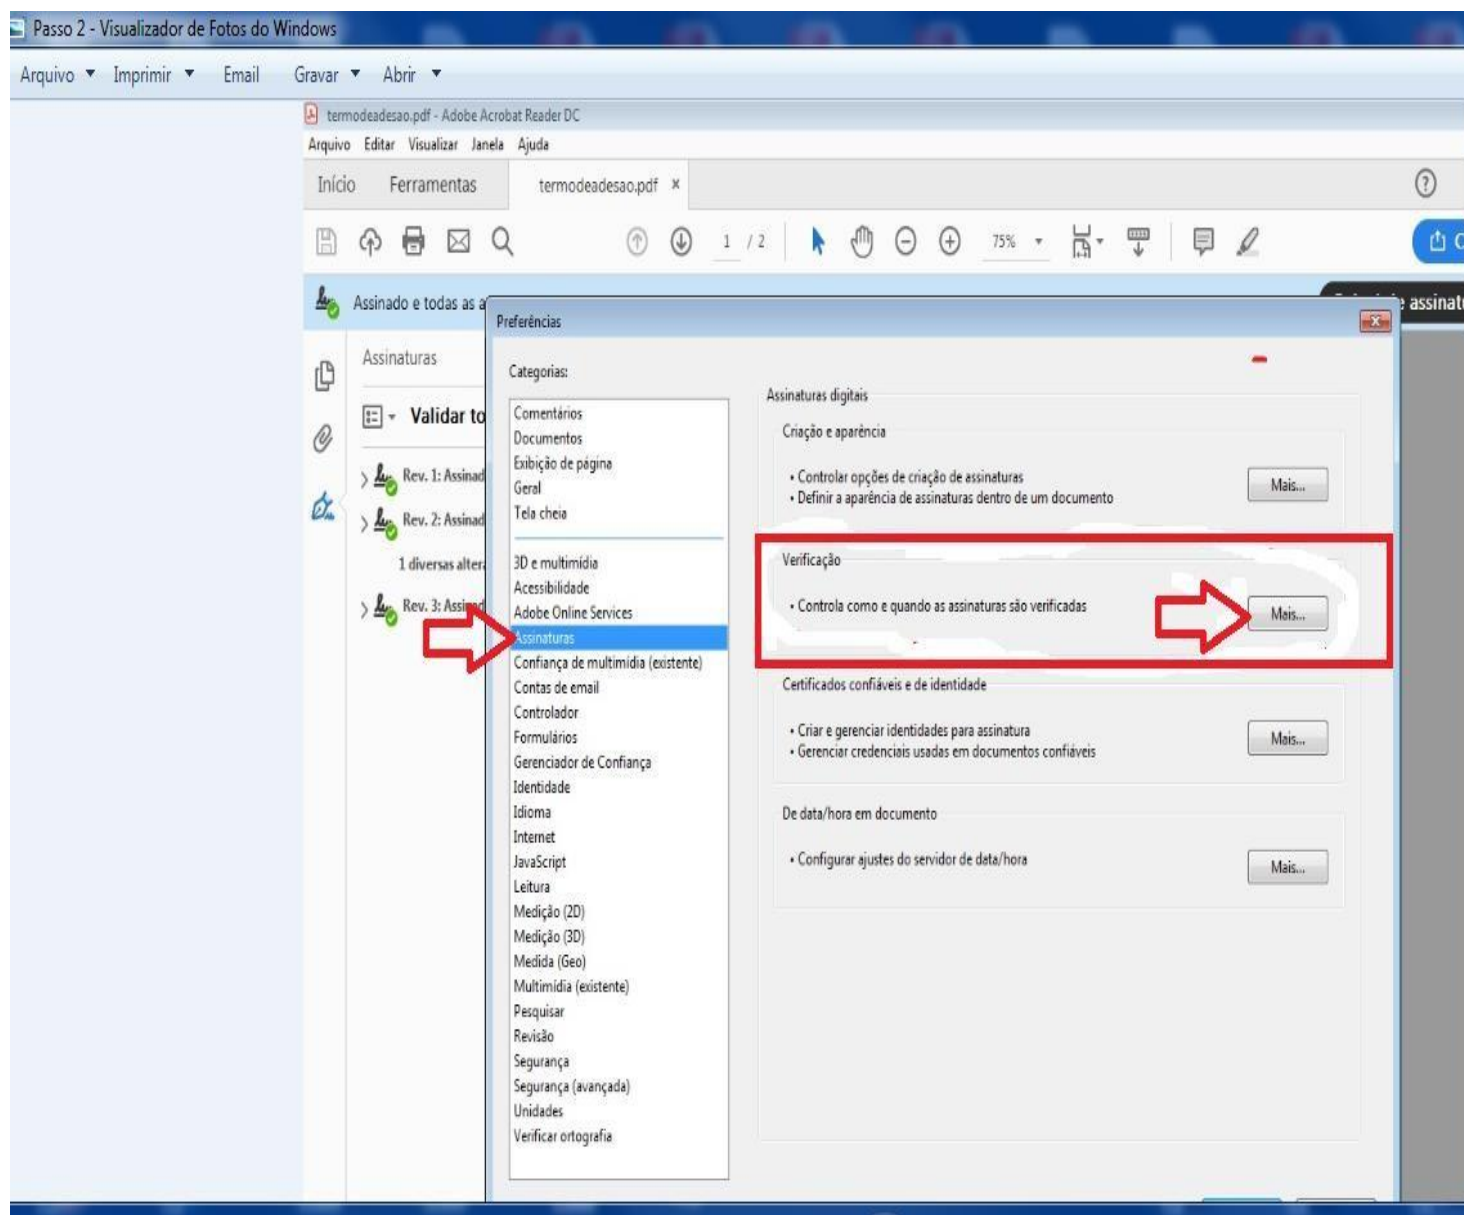 Passo 2 - Visualizador de Fotos do Windows
Arquivo Imprimir Email Gravar Abrir
termodeadesao.pdf - Adobe Acrobat Reader DC
Arquivo Editar Visualizar Janela Ajuda
Início Ferramentas termodeadesao.pdf ×
1 / 2 75%
Assinado e todas as a
assinat
Preferências
Assinaturas
Validar to
Rev. 1: Assinad
Rev. 2: Assinad
1 diversas alter
Rev. 3: Assinad
Categorias:
Comentários
Documentos
Exibição de página
Geral
Tela cheia
3D e multimídia
Acessibilidade
Adobe Online Services
Assinaturas
Confiança de multimídia (existente)
Contas de email
Controlador
Formulários
Gerenciador de Confiança
Identidade
Idioma
Internet
JavaScript
Leitura
Medição (2D)
Medição (3D)
Medida (Geo)
Multimídia (existente)
Pesquisar
Revisão
Segurança
Segurança (avançada)
Unidades
Verificar ortografia
Assinaturas digitais
Criação e aparência
• Controlar opções de criação de assinaturas
• Definir a aparência de assinaturas dentro de um documento
Mais...
Verificação
• Controla como e quando as assinaturas são verificadas
Mais...
Certificados confiáveis e de identidade
• Criar e gerenciar identidades para assinatura
• Gerenciar credenciais usadas em documentos confiáveis
Mais...
De data/hora em documento
• Configurar ajustes do servidor de data/hora
Mais...